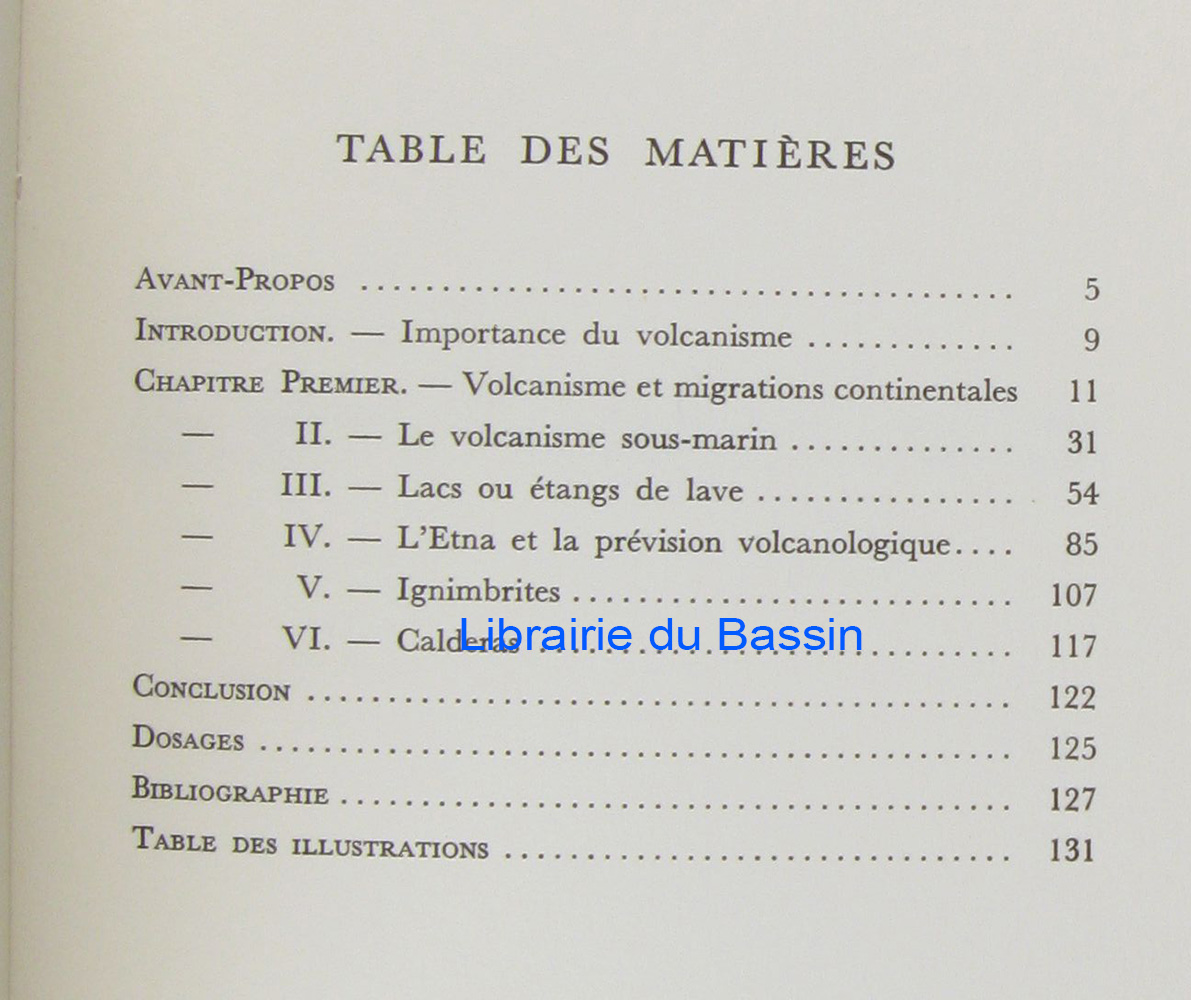 TABLE DES MATIÈRES
AVANT-PROPOS ........................................ 5
INTRODUCTION. — Importance du volcanisme ............. 9
CHAPITRE PREMIER. — Volcanisme et migrations continentales 11
— II. — Le volcanisme sous-marin .............. 31
— III. — Lacs ou étangs de lave ................ 54
— IV. — L'Etna et la prévision volcanologique.... 85
— V. — Ignimbrites ........................... 107
— VI. — Calderas ............................. 117
Librairie du Bassin
CONCLUSION ........................................... 122
DOSAGES .............................................. 125
BIBLIOGRAPHIE ......................................... 127
TABLE DES ILLUSTRATIONS ............................... 131